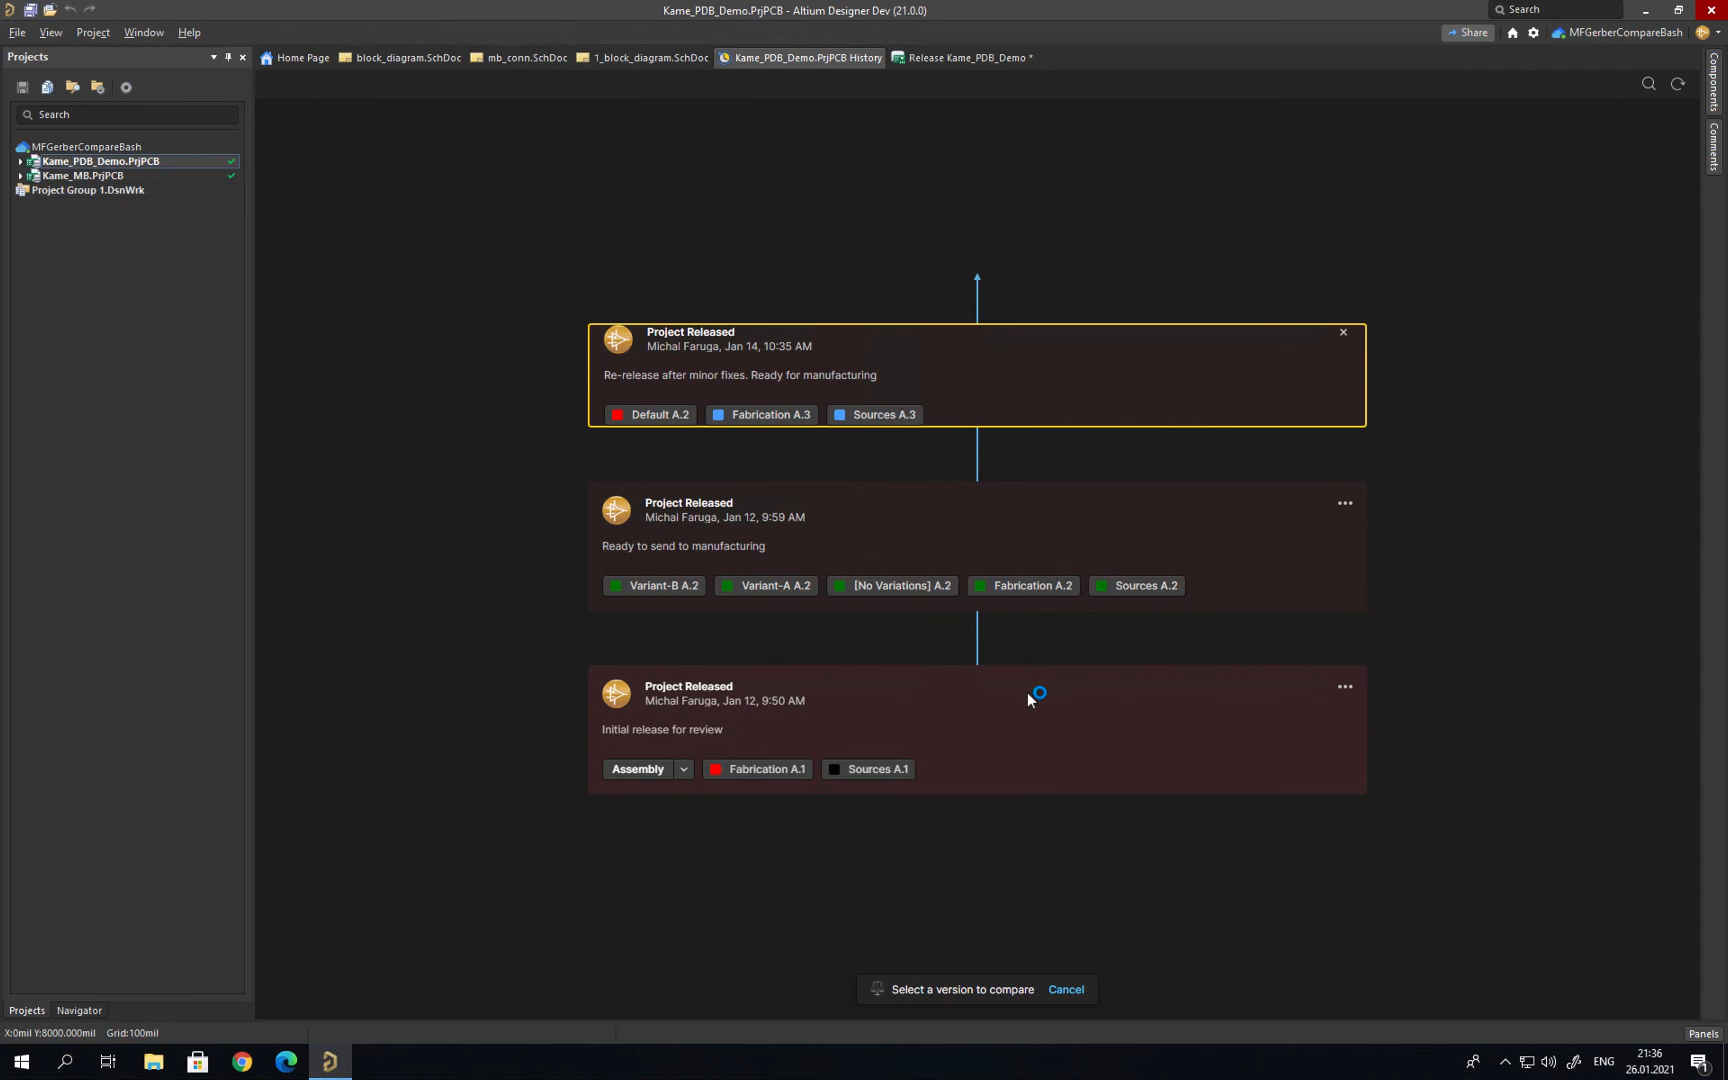 Kame_PDB_Demo.PrjPCB - Altium Designer Dev (21.0.0)
Search
File View Project Window Help
Share
MFGerberCompareBash
Projects
Home Page
block_diagram.SchDoc
mb_conn.SchDoc
1_block_diagram.SchDoc
Kame_PDB_Demo.PrjPCB History
Release Kame_PDB_Demo *
Components
Comments
Search
MFGerberCompareBash
Kame_PDB_Demo.PrjPCB
Kame_MB.PrjPCB
Project Group 1.DsnWrk
Project Released
Michal Faruga, Jan 14, 10:35 AM
Re-release after minor fixes. Ready for manufacturing
Default A.2 Fabrication A.3 Sources A.3
Project Released
Michal Faruga, Jan 12, 9:59 AM
Ready to send to manufacturing
Variant-B A.2 Variant-A A.2 [No Variations] A.2 Fabrication A.2 Sources A.2
Project Released
Michal Faruga, Jan 12, 9:50 AM
Initial release for review
Assembly Fabrication A.1 Sources A.1
Select a version to compare Cancel
Projects Navigator
X:0mil Y:8000.000mil Grid:100mil
Panels
ENG
21:36
26.01.2021
1